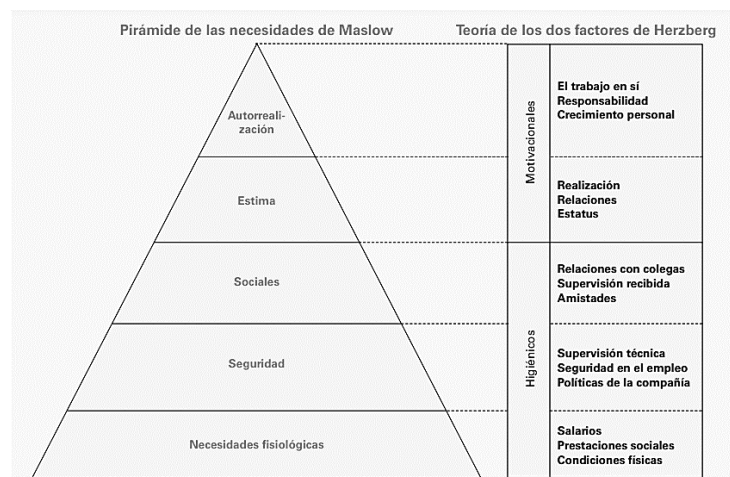 Pirámide de las necesidades de Maslow
Teoría de los dos factores de Herzberg
Autorreali-
zación
Estima
Sociales
Seguridad
Necesidades fisiológicas
Motivacionales
El trabajo en sí
Responsabilidad
Crecimiento personal
Realización
Relaciones
Estatus
Higiénicos
Relaciones con colegas
Supervisión recibida
Amistades
Supervisión técnica
Seguridad en el empleo
Políticas de la compañía
Salarios
Prestaciones sociales
Condiciones físicas